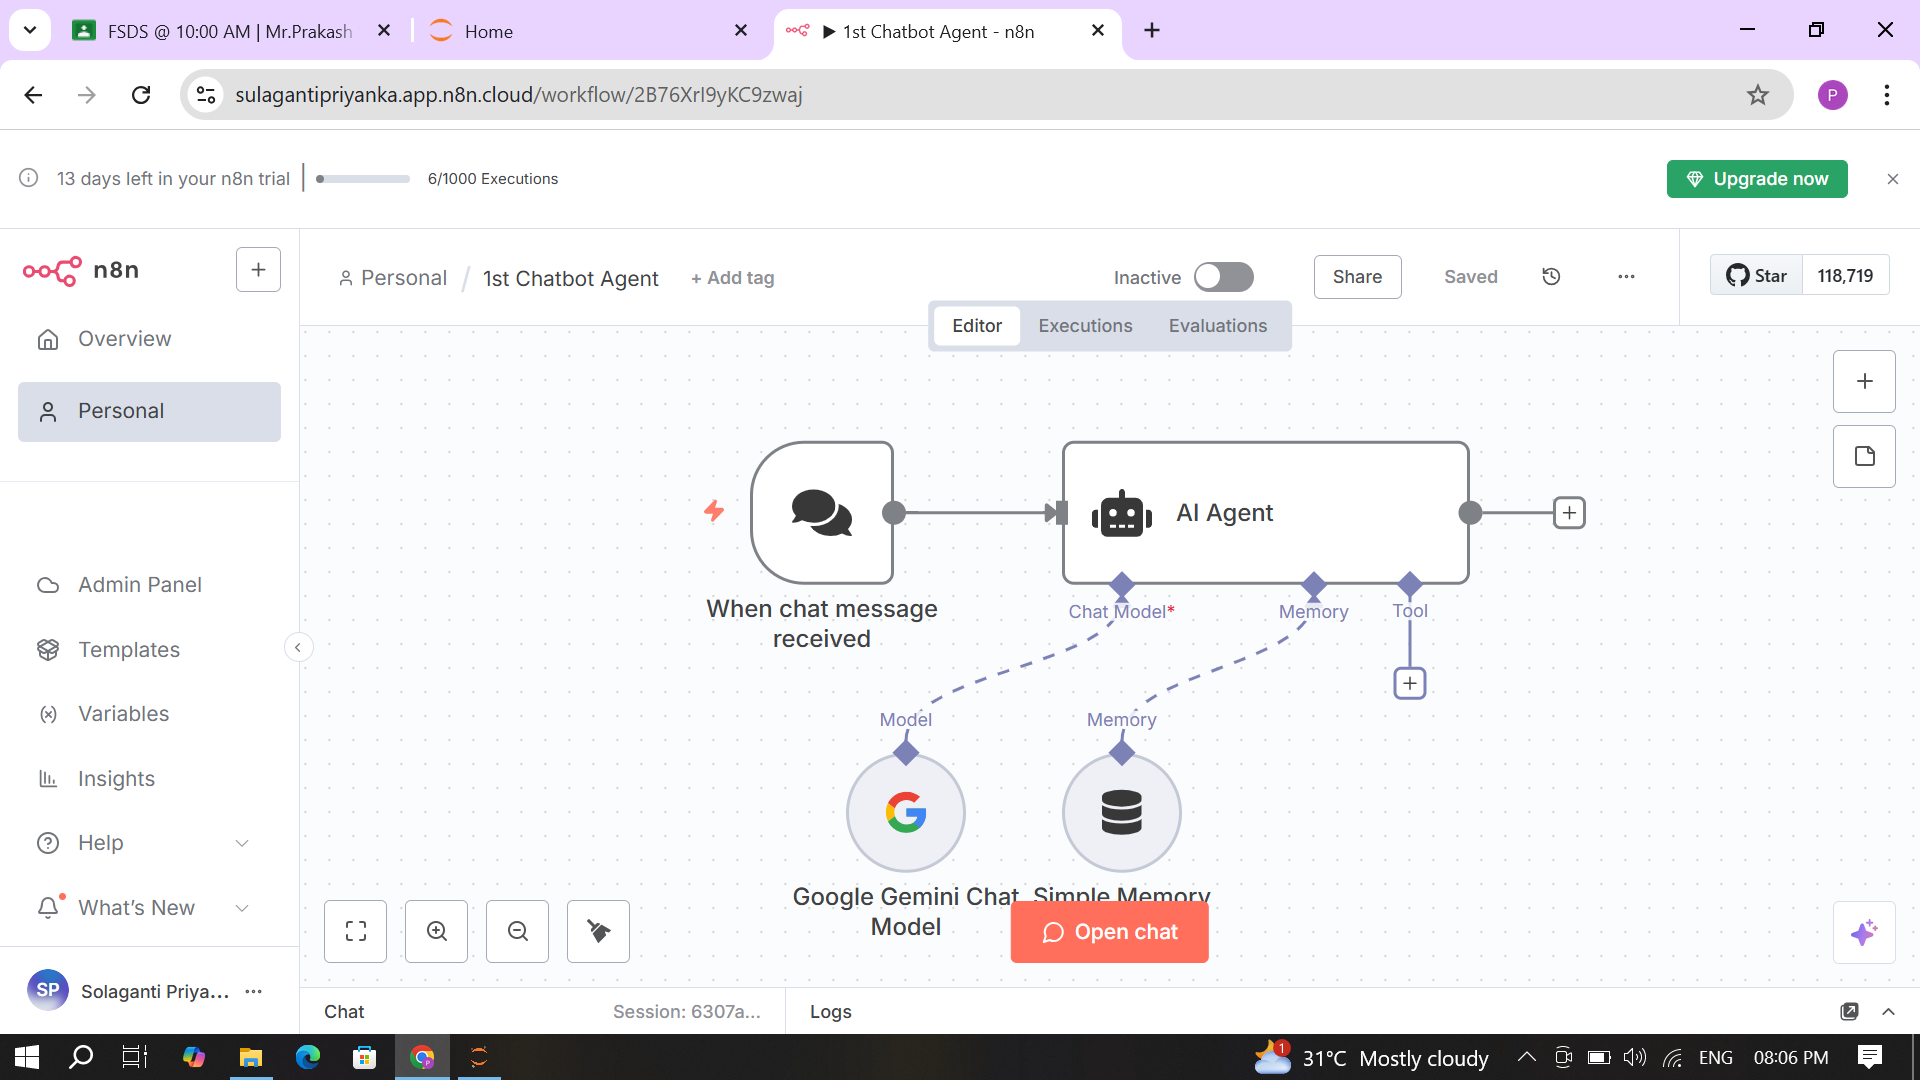 FSDS @ 10:00 AM | Mr.Prakash
Home
▶ 1st Chatbot Agent - n8n
sulagantipriyanka.app.n8n.cloud/workflow/2B76XrI9yKC9zwaj
P
13 days left in your n8n trial
6/1000 Executions
Upgrade now
n8n
Personal / 1st Chatbot Agent
+ Add tag
Inactive
Share
Saved
Star
118,719
Editor
Executions
Evaluations
Overview
Personal
Admin Panel
Templates
Variables
Insights
Help
What's New
SP
Solaganti Priya...
When chat message
received
AI Agent
Chat Model*
Memory
Tool
Model
Memory
Google Gemini Chat
Model
Simple Memory
Open chat
Chat
Session: 6307a...
Logs
1
31°C Mostly cloudy
ENG
08:06 PM